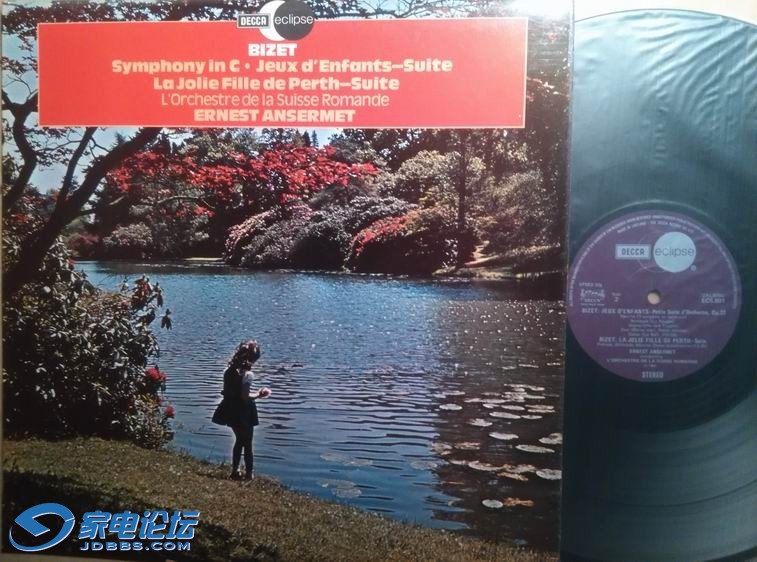 DECCA eclipse
BIZET
Symphony in C • Jeux d'Enfants—Suite
La Jolie Fille de Perth—Suite
L'Orchestre de la Suisse Romande
ERNEST ANSERMET
DECCA eclipse
2
BIZET: JEUX D'ENFANTS - Petite Suite d'Orchestre, Op.22
BIZET: LA JOLIE FILLE DE PERTH - Suite
ERNEST ANSERMET
L'ORCHESTRE DE LA SUISSE ROMANDE
STEREO
家电论坛
JDBBS.COM